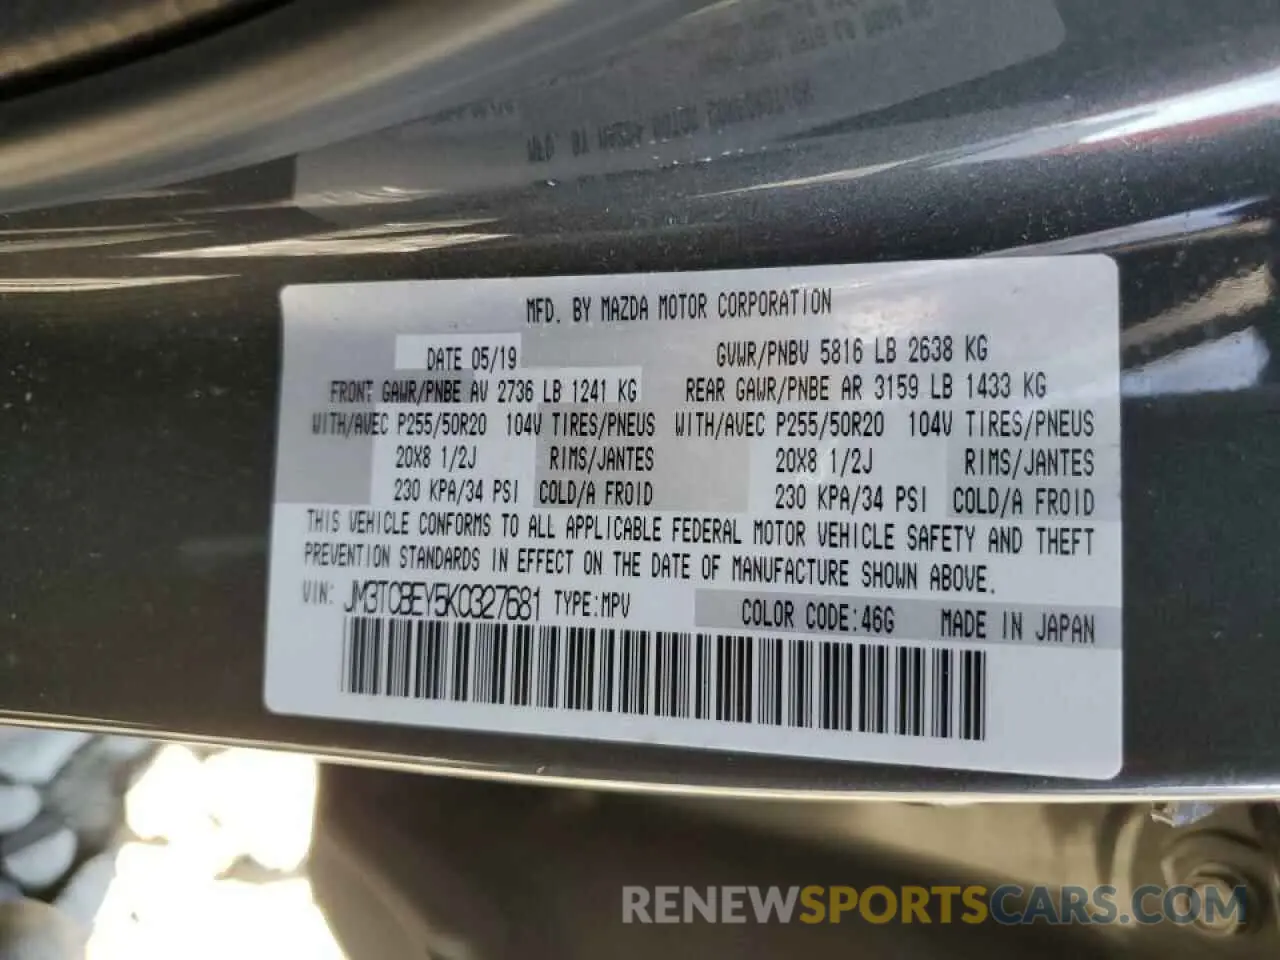 MFD. BY MAZDA MOTOR CORPORATION
DATE 05/19 GVWR/PNBV 5816 LB 2638 KG
FRONT GAWR/PNBE AV 2736 LB 1241 KG REAR GAWR/PNBE AR 3159 LB 1433 KG
WITH/AVEC P255/50R20 104V TIRES/PNEUS WITH/AVEC P255/50R20 104V TIRES/PNEUS
20X8 1/2J RIMS/JANTES 20X8 1/2J RIMS/JANTES
230 KPA/34 PSI COLD/A FROID 230 KPA/34 PSI COLD/A FROID
THIS VEHICLE CONFORMS TO ALL APPLICABLE FEDERAL MOTOR VEHICLE SAFETY AND THEFT
PREVENTION STANDARDS IN EFFECT ON THE DATE OF MANUFACTURE SHOWN ABOVE.
VIN: JM3TCBEY5K0327681 TYPE:MPV COLOR CODE:46G MADE IN JAPAN
RENEWSPORTSCARS.COM